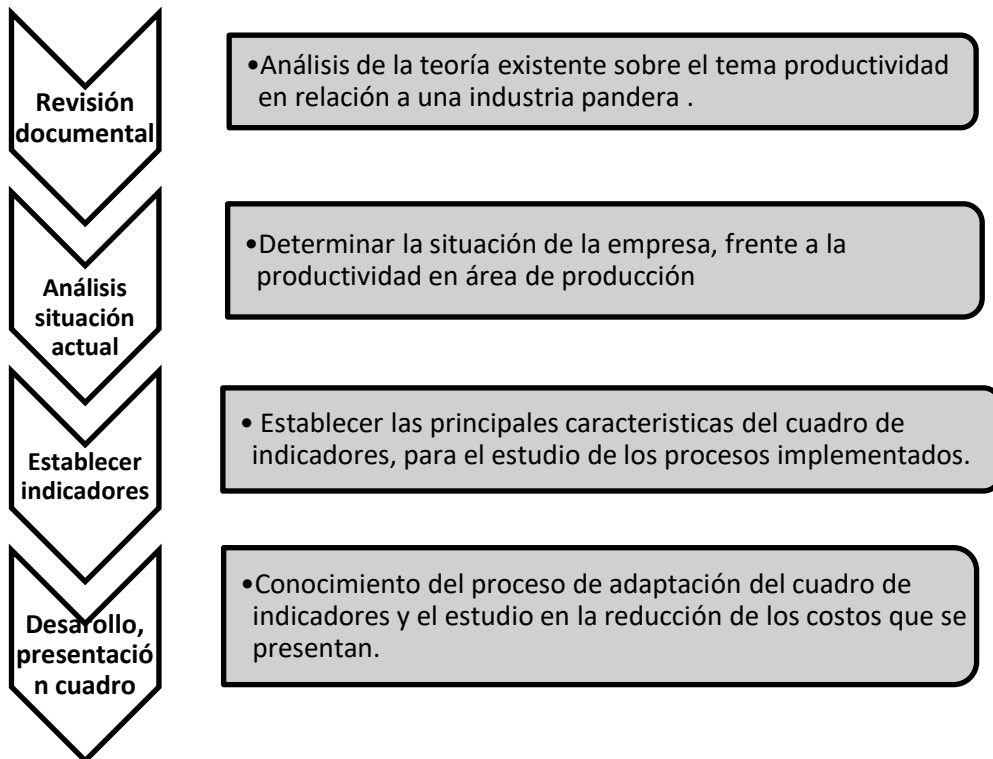 Revisión
documental
•Análisis de la teoría existente sobre el tema productividad
en relación a una industria pandera .
Análisis
situación
actual
•Determinar la situación de la empresa, frente a la
productividad en área de producción
Establecer
indicadores
• Establecer las principales caracteristicas del cuadro de
indicadores, para el estudio de los procesos implementados.
Desarollo,
presentació
n cuadro
•Conocimiento del proceso de adaptación del cuadro de
indicadores y el estudio en la reducción de los costos que se
presentan.